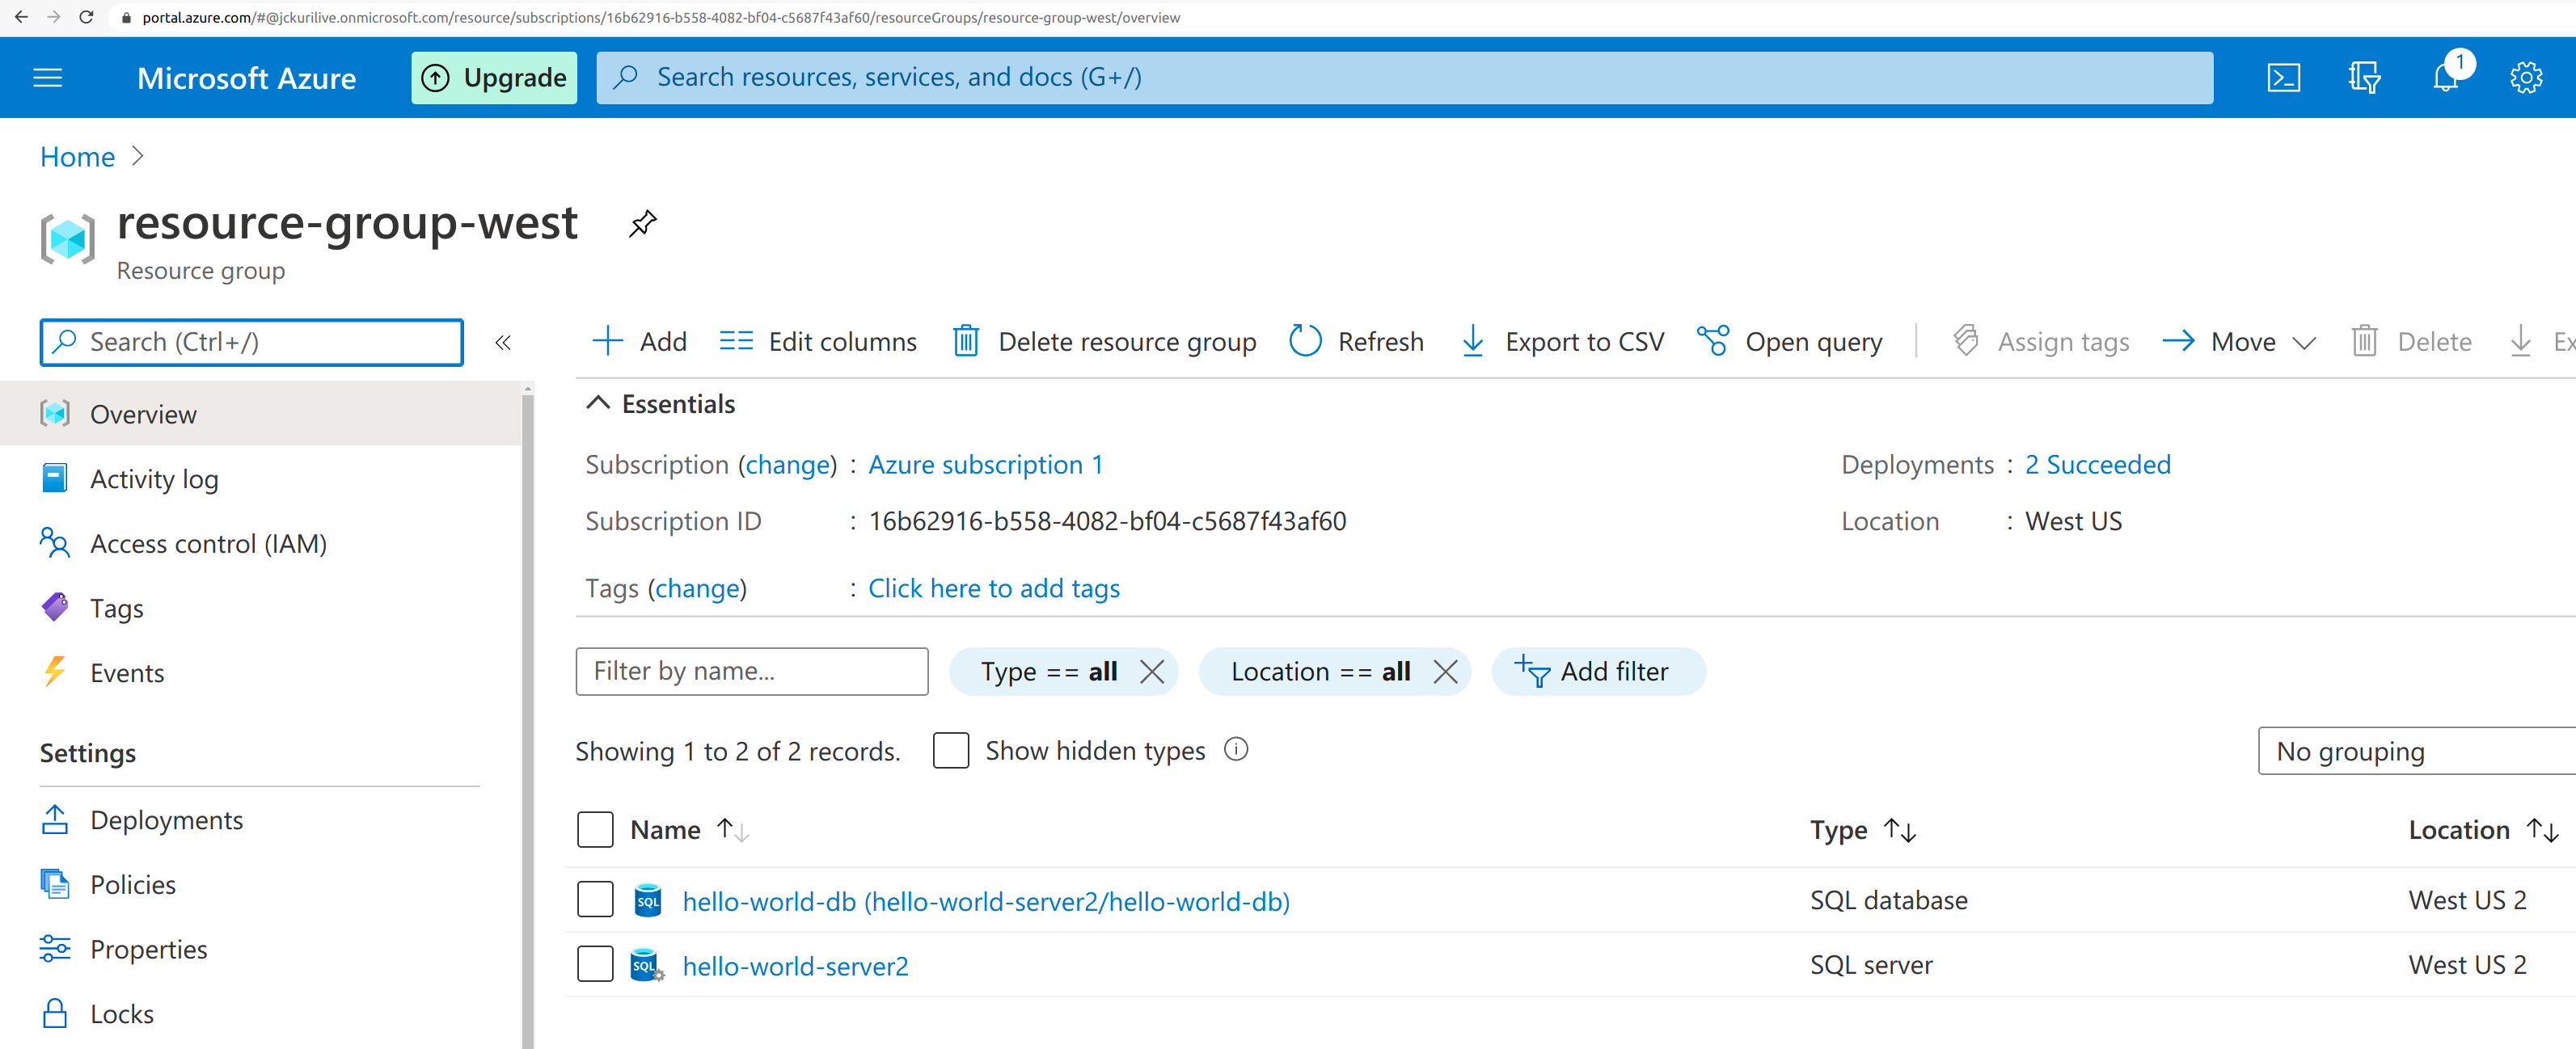 portal.azure.com/#@jckurilive.onmicrosoft.com/resource/subscriptions/16b62916-b558-4082-bf04-c5687f43af60/resourceGroups/resource-group-west/overview
Microsoft Azure Upgrade Search resources, services, and docs (G+/) 1
Home
resource-group-west
Resource group
Search (Ctrl+/)
Overview
Activity log
Access control (IAM)
Tags
Events
Settings
Deployments
Policies
Properties
Locks
Add Edit columns Delete resource group Refresh Export to CSV Open query Assign tags Move Delete Ex
Essentials
Subscription (change) : Azure subscription 1 Deployments : 2 Succeeded
Subscription ID : 16b62916-b558-4082-bf04-c5687f43af60 Location : West US
Tags (change) : Click here to add tags
Filter by name... Type == all Location == all Add filter
Showing 1 to 2 of 2 records. Show hidden types No grouping
Name Type Location
SQL hello-world-db (hello-world-server2/hello-world-db) SQL database West US 2
SQL hello-world-server2 SQL server West US 2